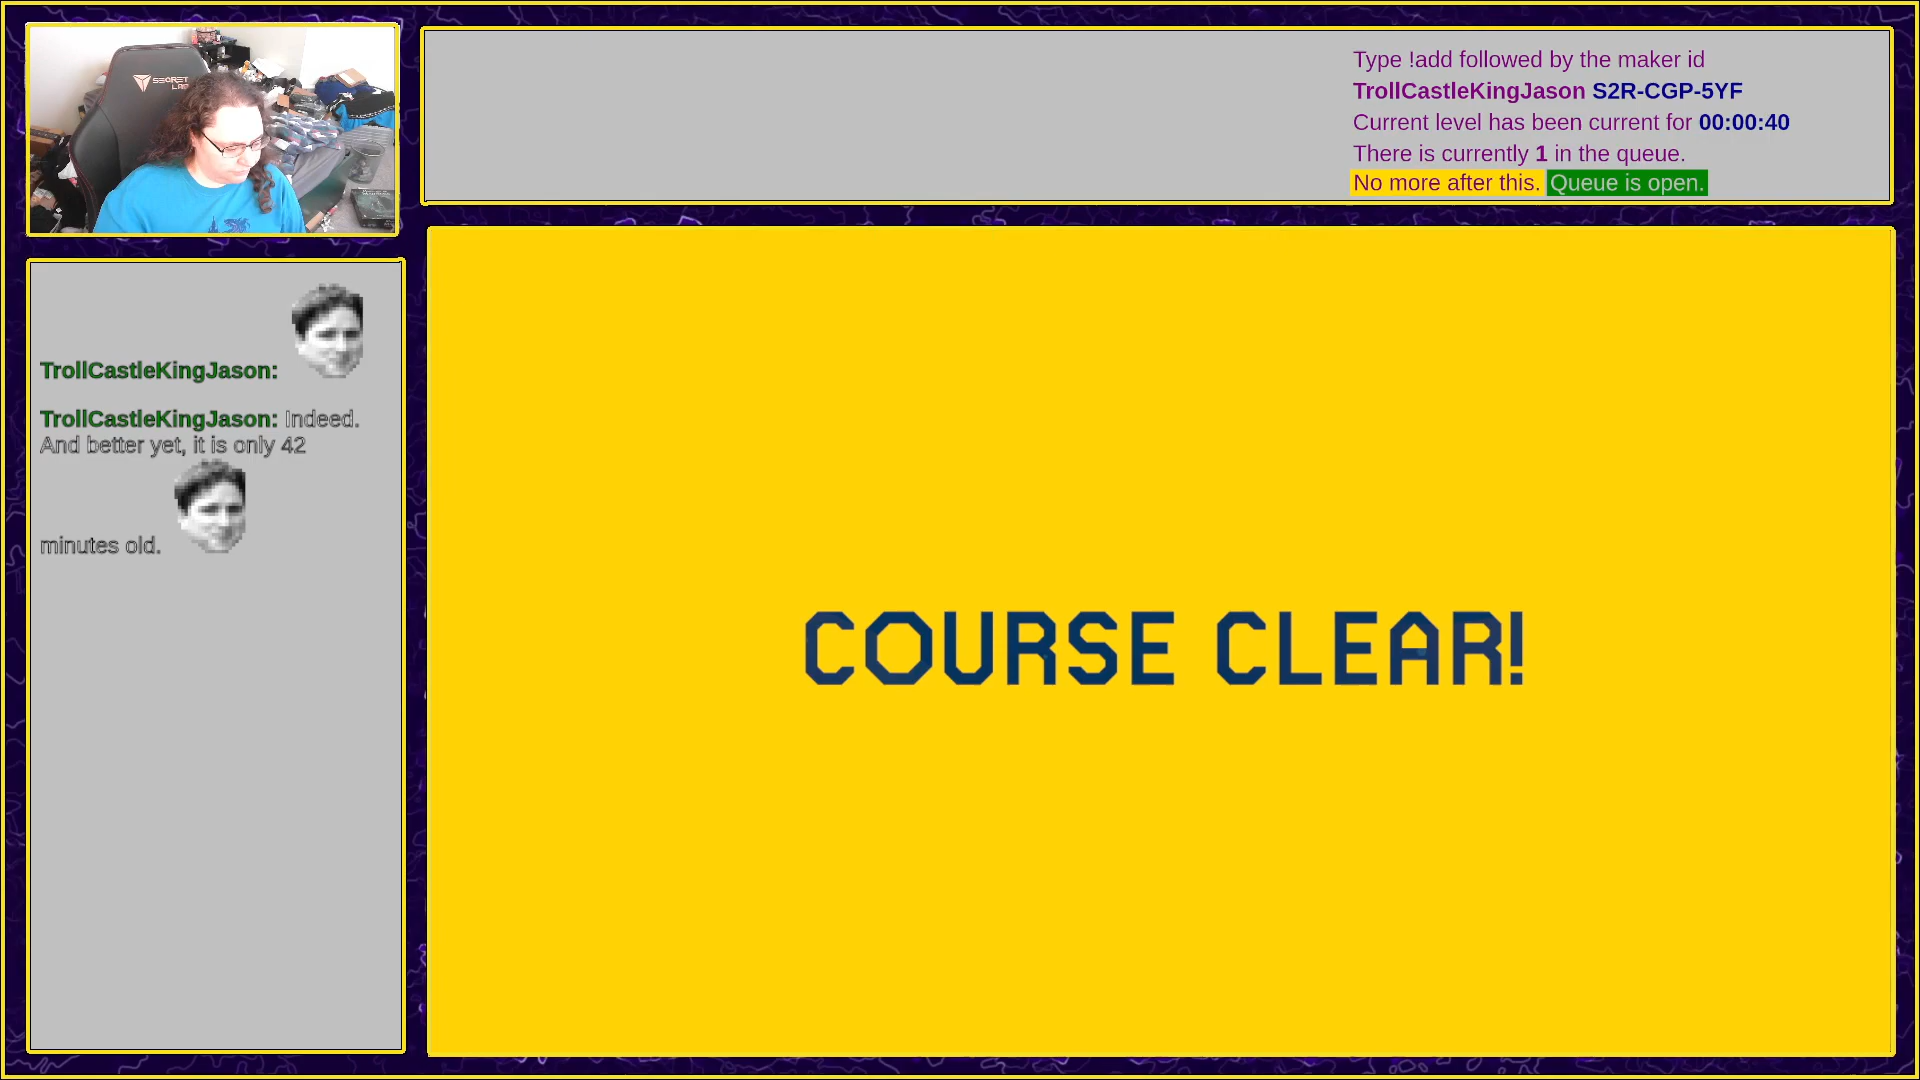 SECRET
LAB
Type !add followed by the maker id
TrollCastleKingJason S2R-CGP-5YF
Current level has been current for 00:00:40
There is currently 1 in the queue.
No more after this. Queue is open.
TrollCastleKingJason:
TrollCastleKingJason: Indeed.
And better yet, it is only 42
minutes old.
COURSE CLEAR!